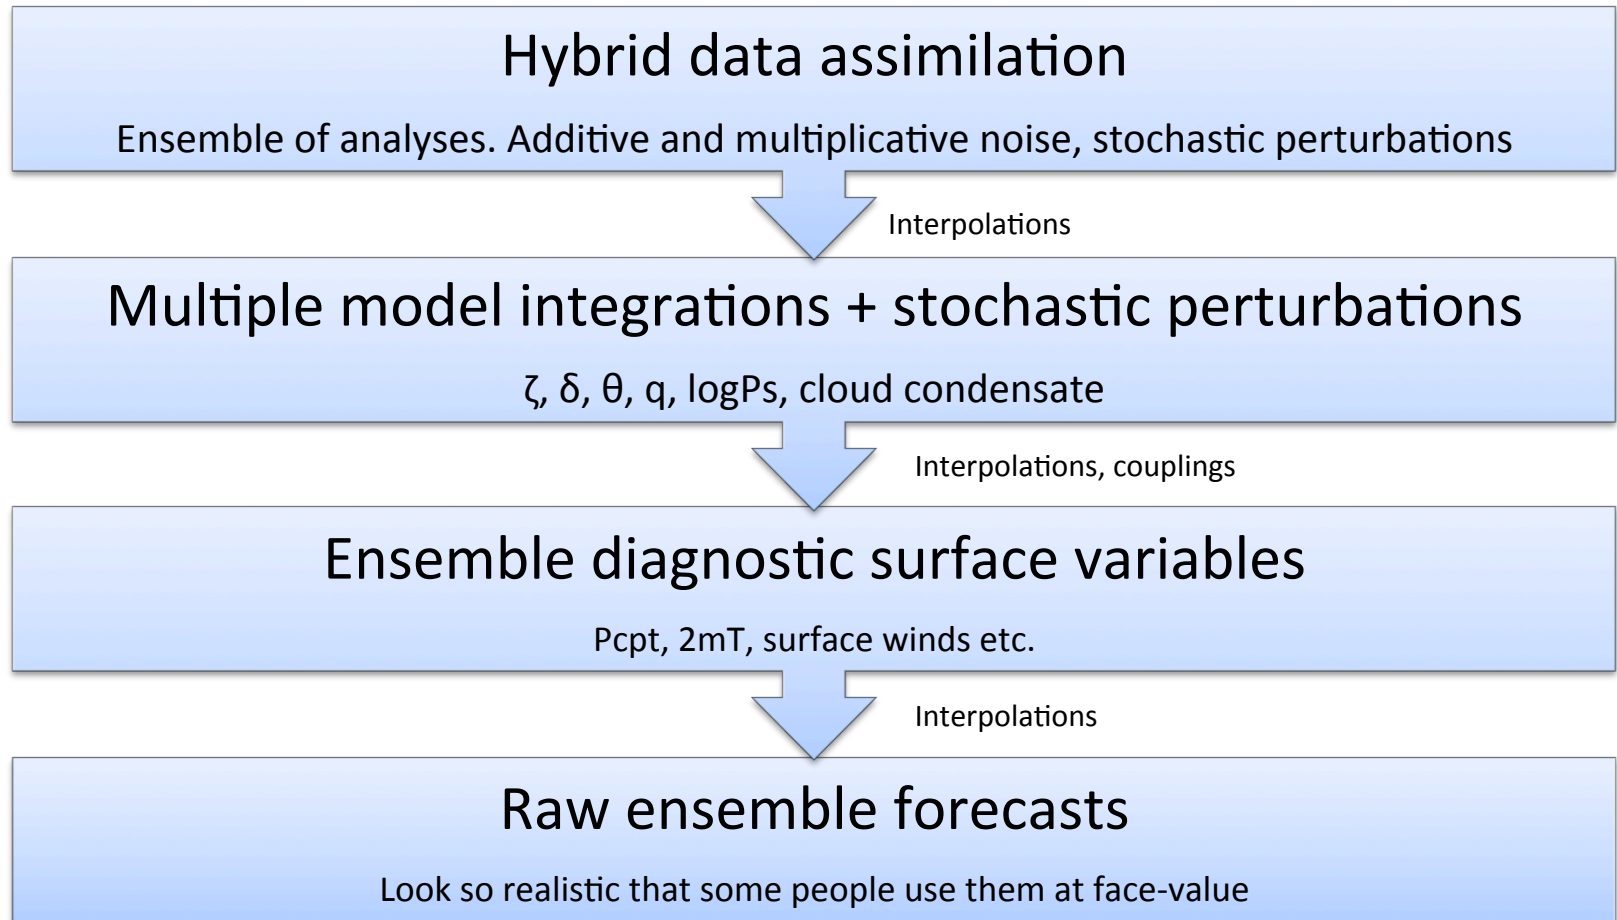 Hybrid data assimilation
Ensemble of analyses. Additive and multiplicative noise, stochastic perturbations
Interpolations
Multiple model integrations + stochastic perturbations
ζ, δ, θ, q, logPs, cloud condensate
Interpolations, couplings
Ensemble diagnostic surface variables
Pcpt, 2mT, surface winds etc.
Interpolations
Raw ensemble forecasts
Look so realistic that some people use them at face-value